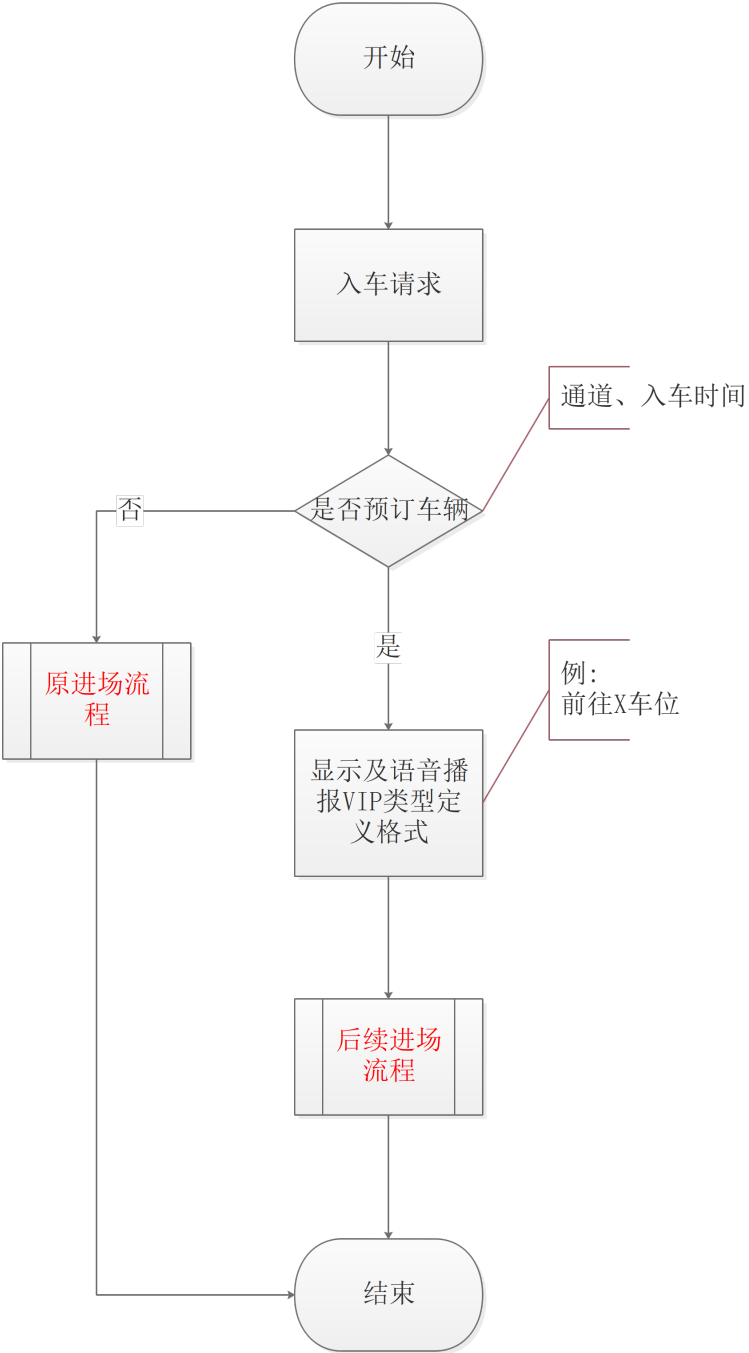 开始
入车请求
通道、入车时间
是否预订车辆
否
是
原进场流
程
例:
前往X车位
显示及语音播
报VIP类型定
义格式
后续进场
流程
结束